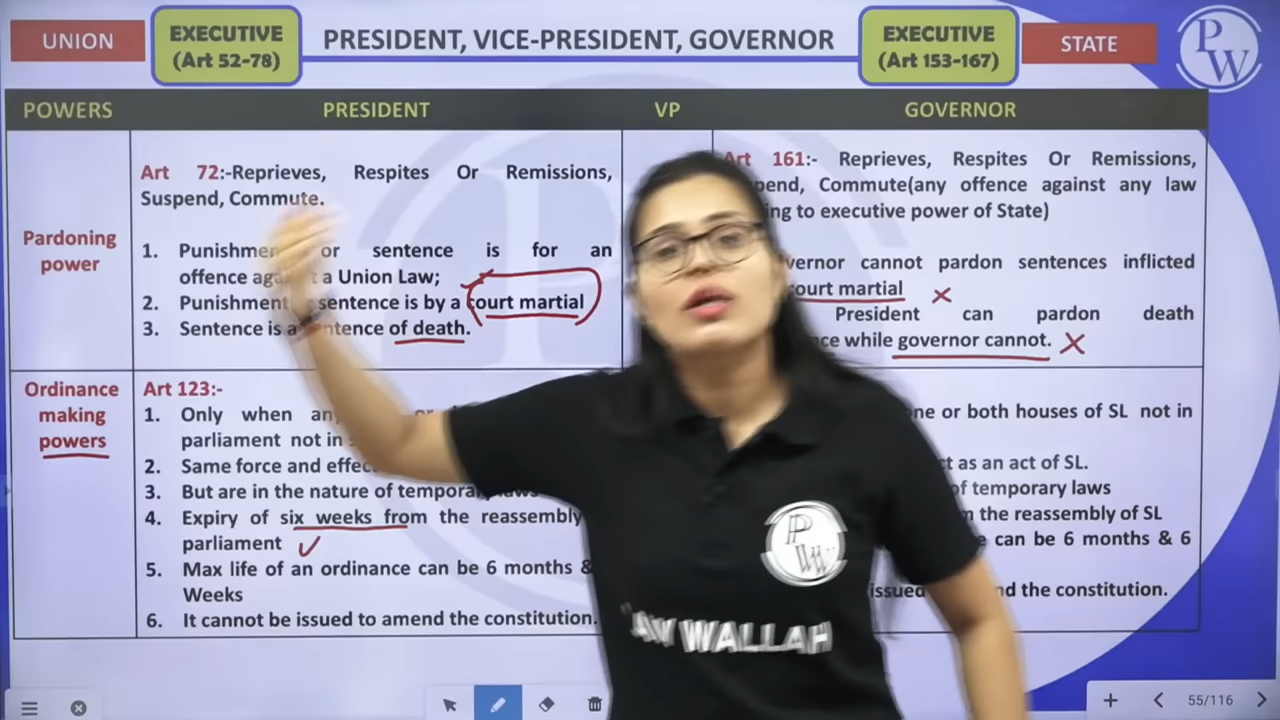 UNION
EXECUTIVE
(Art 52-78)
PRESIDENT, VICE-PRESIDENT, GOVERNOR
EXECUTIVE
(Art 153-167)
STATE
PW
POWERS PRESIDENT VP GOVERNOR
Pardoning
power
Art 72:-Reprieves, Respites Or Remissions,
Suspend, Commute.
1. or sentence is for an
offence a Union Law;
2. Punishment sentence is by a court martial
3. Sentence is of death.
Art 161:- Reprieves, Respites Or Remissions,
Commute(any offence against any law
to executive power of State)
cannot pardon sentences inflicted
court martial
President can pardon death
while governor cannot.
Ordinance
making
powers
Art 123:-
1. Only when
parliament not in
2. Same force and
3. But are in the nature of
4. Expiry of six weeks from the reassembly
parliament
5. Max life of an ordinance can be 6 months &
Weeks
6. It cannot be issued to amend the constitution.
one or both houses of SL not in
as an act of SL.
of temporary laws
the reassembly of SL
can be 6 months & 6
issued the constitution.
PW
WALLAH
55/116